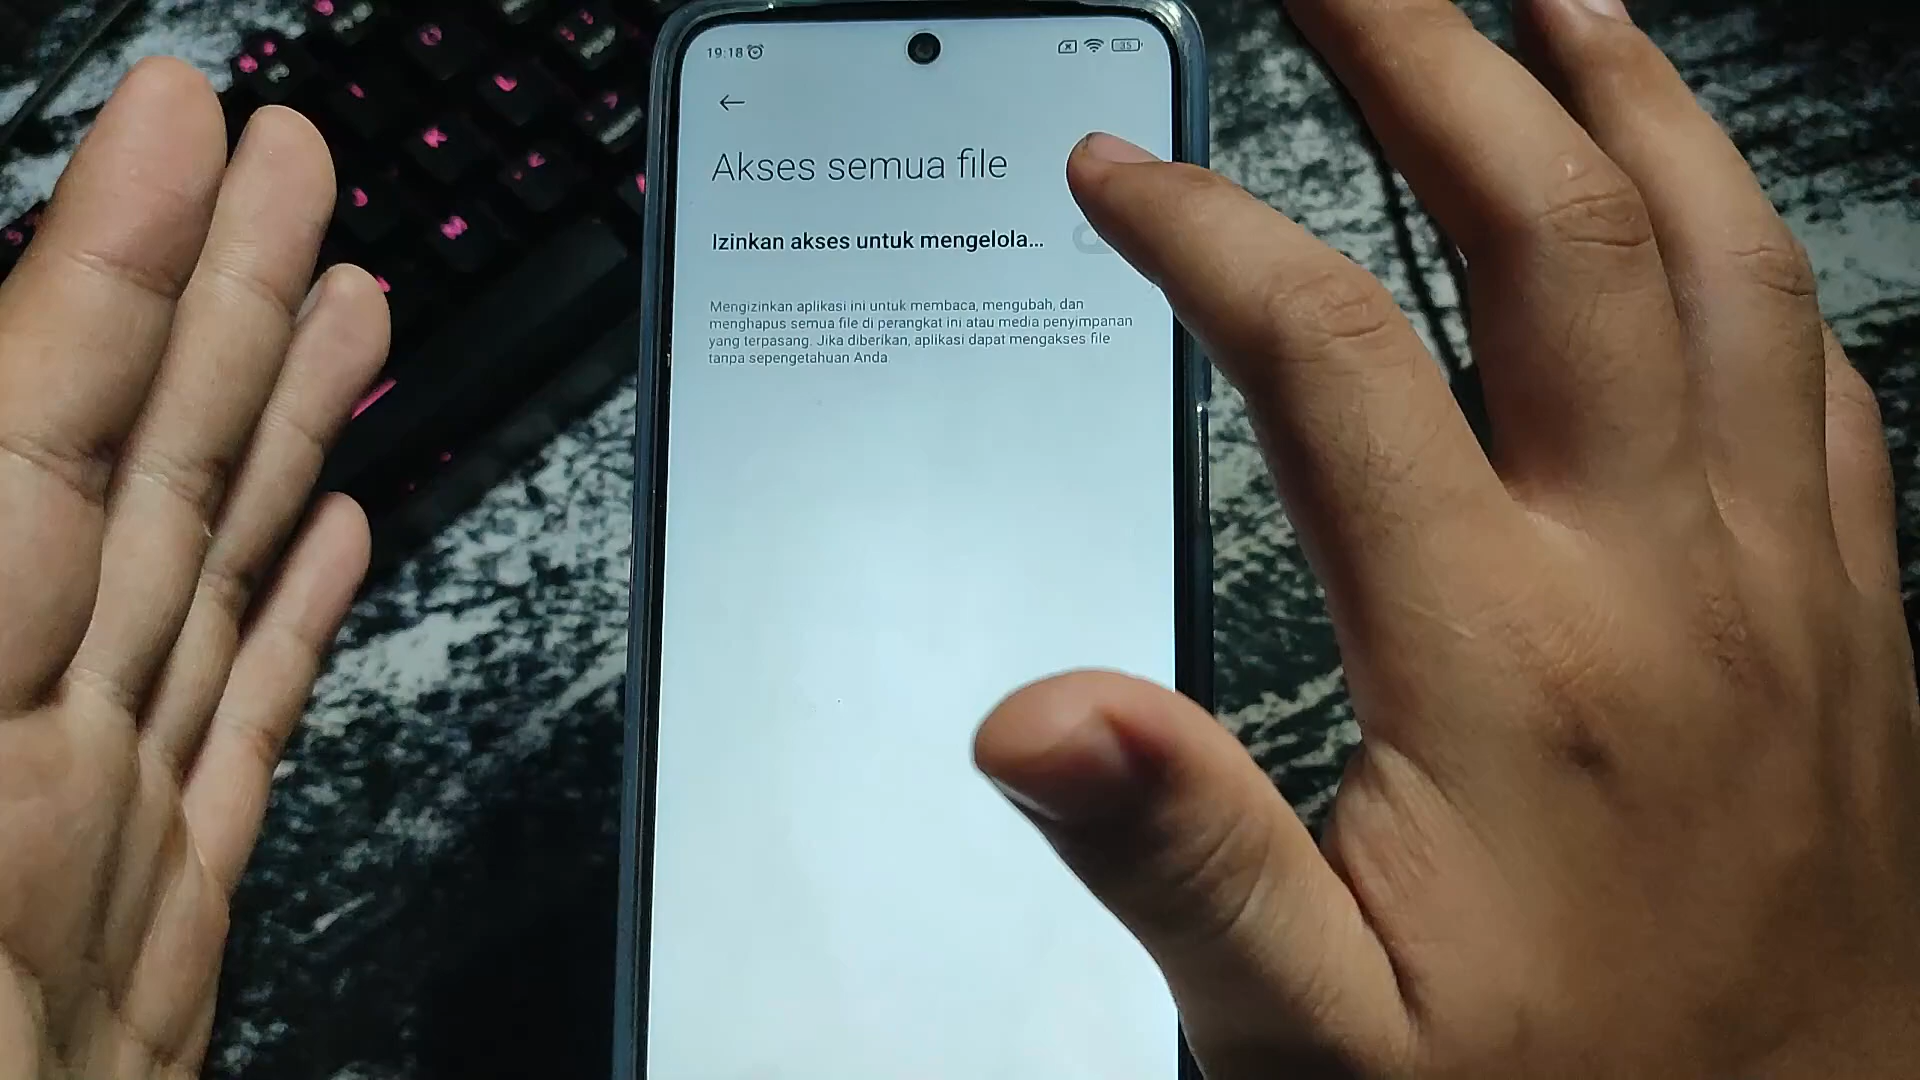 19:18
35
Akses semua file
Izinkan akses untuk mengelola...
Mengizinkan aplikasi ini untuk membaca, mengubah, dan
menghapus semua file di perangkat ini atau media penyimpanan
yang terpasang. Jika diberikan, aplikasi dapat mengakses file
tanpa sepengetahuan Anda